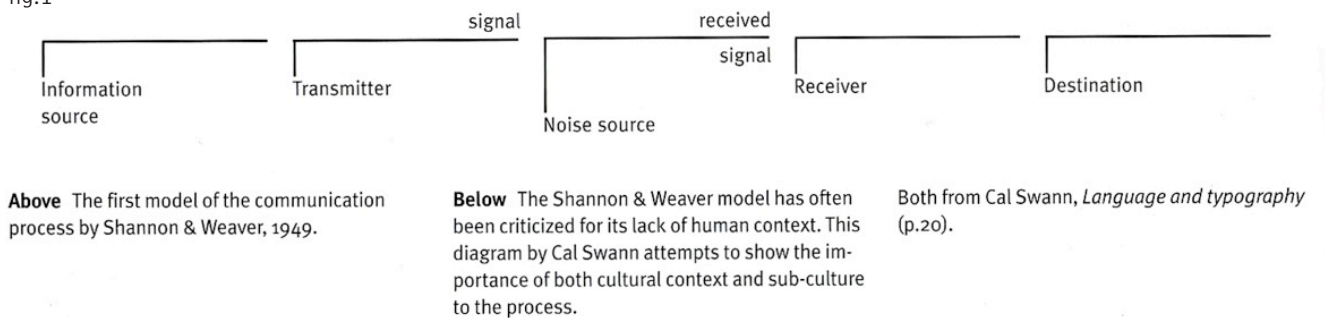 fig.1
signal
received
signal
Information
source
Transmitter
Noise source
Receiver
Destination
Above The first model of the communication
process by Shannon & Weaver, 1949.
Below The Shannon & Weaver model has often
been criticized for its lack of human context. This
diagram by Cal Swann attempts to show the im-
portance of both cultural context and sub-culture
to the process.
Both from Cal Swann, Language and typography
(p.20).